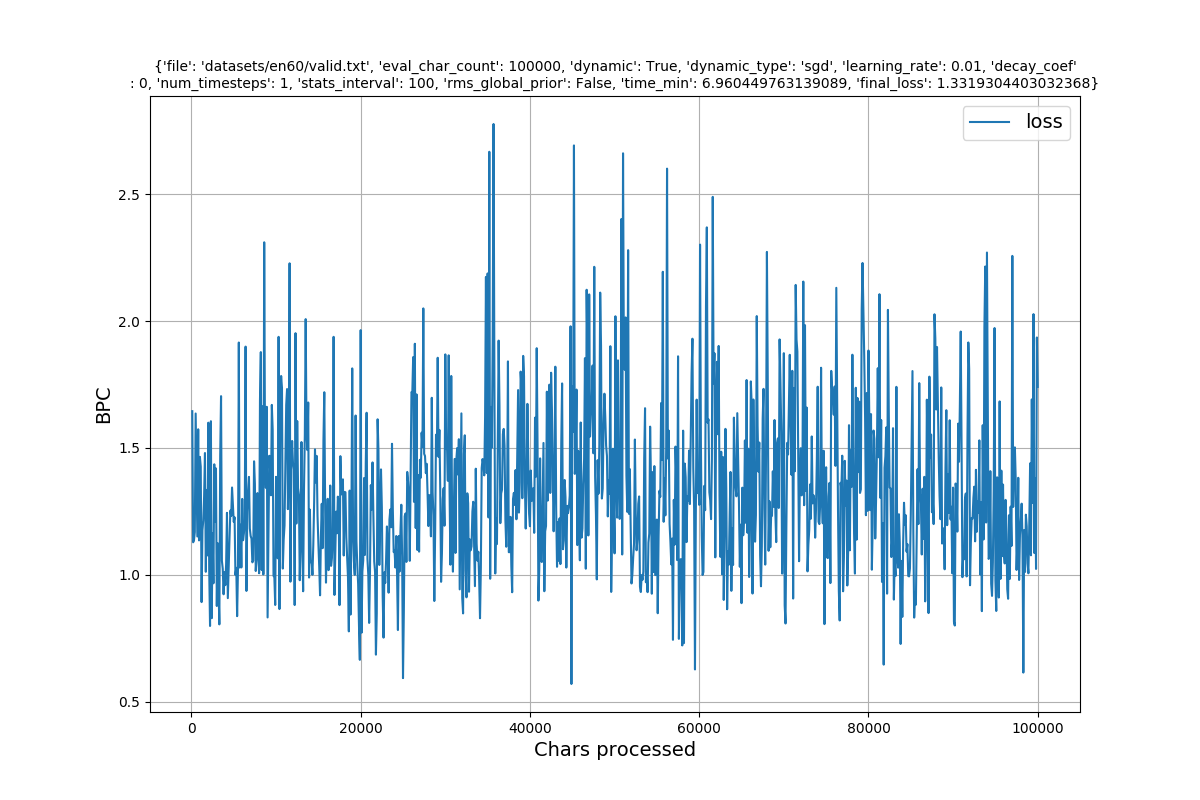 {'file': 'datasets/en60/valid.txt', 'eval_char_count': 100000, 'dynamic': True, 'dynamic_type': 'sgd', 'learning_rate': 0.01, 'decay_coef'
: 0, 'num_timesteps': 1, 'stats_interval': 100, 'rms_global_prior': False, 'time_min': 6.960449763139089, 'final_loss': 1.3319304403032368}
loss
BPC
2.5
2.0
1.5
1.0
0.5
0 20000 40000 60000 80000 100000
Chars processed